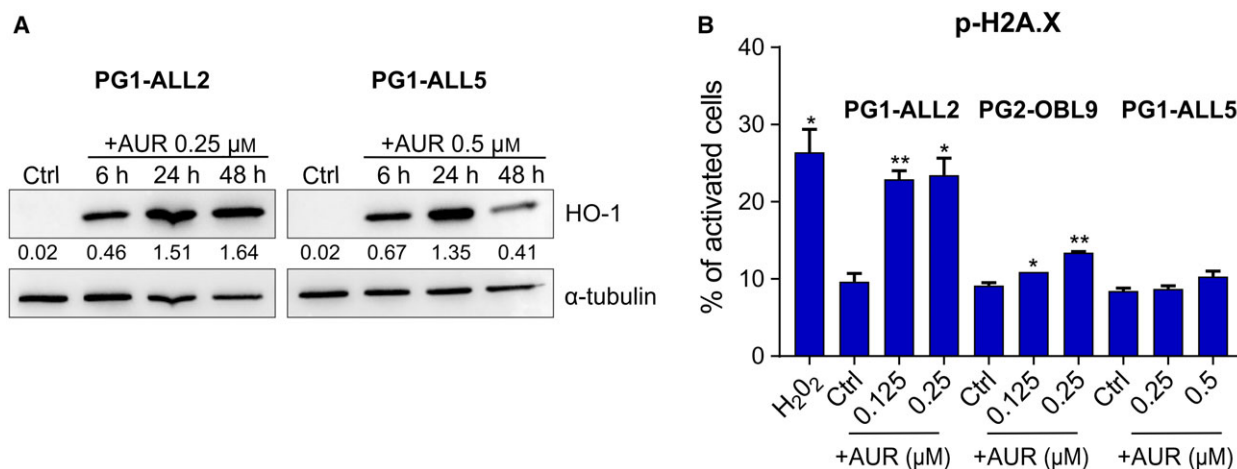 A
PG1-ALL2
PG1-ALL5
+AUR 0.25 μM
+AUR 0.5 μM
Ctrl 6 h 24 h 48 h
Ctrl 6 h 24 h 48 h
HO-1
0.02 0.46 1.51 1.64
0.02 0.67 1.35 0.41
α-tubulin
B
p-H2A.X
% of activated cells
40
30
20
10
0
PG1-ALL2 PG2-OBL9 PG1-ALL5
*
**
*
*
**
H2O2 Ctrl 0.125 0.25 Ctrl 0.125 0.25 Ctrl 0.25 0.5
+AUR (μM) +AUR (μM) +AUR (μM)